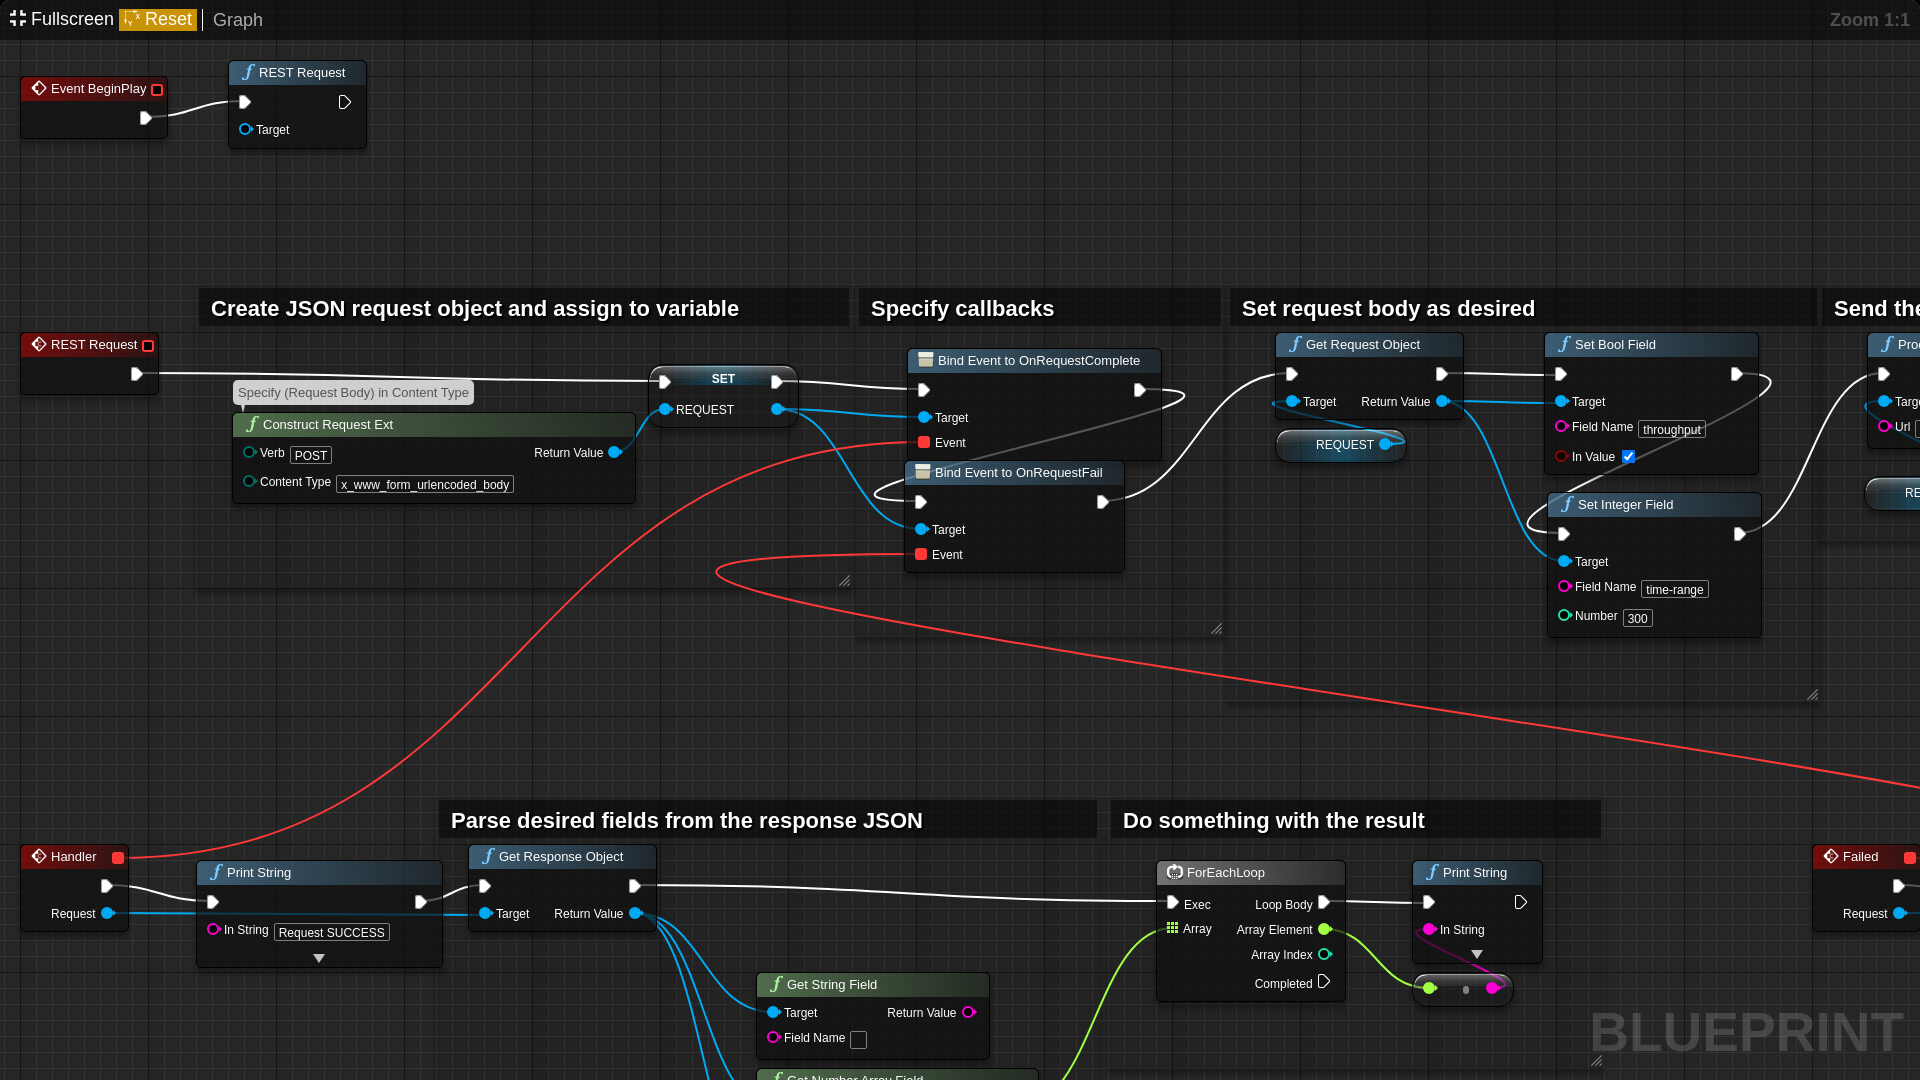 Fullscreen Reset Graph Zoom 1:1
Event BeginPlay
REST Request
Target
Create JSON request object and assign to variable
Specify callbacks
Set request body as desired
Send the
REST Request
Specify (Request Body) in Content Type
Construct Request Ext
Verb POST Return Value
Content Type x_www_form_urlencoded_body
SET
REQUEST
Bind Event to OnRequestComplete
Target
Event
Bind Event to OnRequestFail
Target
Event
Get Request Object
Target Return Value
REQUEST
Set Bool Field
Target
Field Name throughput
In Value
Set Integer Field
Target
Field Name time-range
Number 300
Proc
Targe
Url
RE
Parse desired fields from the response JSON
Do something with the result
Handler
Request
Print String
In String Request SUCCESS
Get Response Object
Target Return Value
Get String Field
Target Return Value
Field Name
Get Number Array Field
ForEachLoop
Exec Loop Body
Array Array Element
Array Index
Completed
Print String
In String
Failed
Request
BLUEPRINT